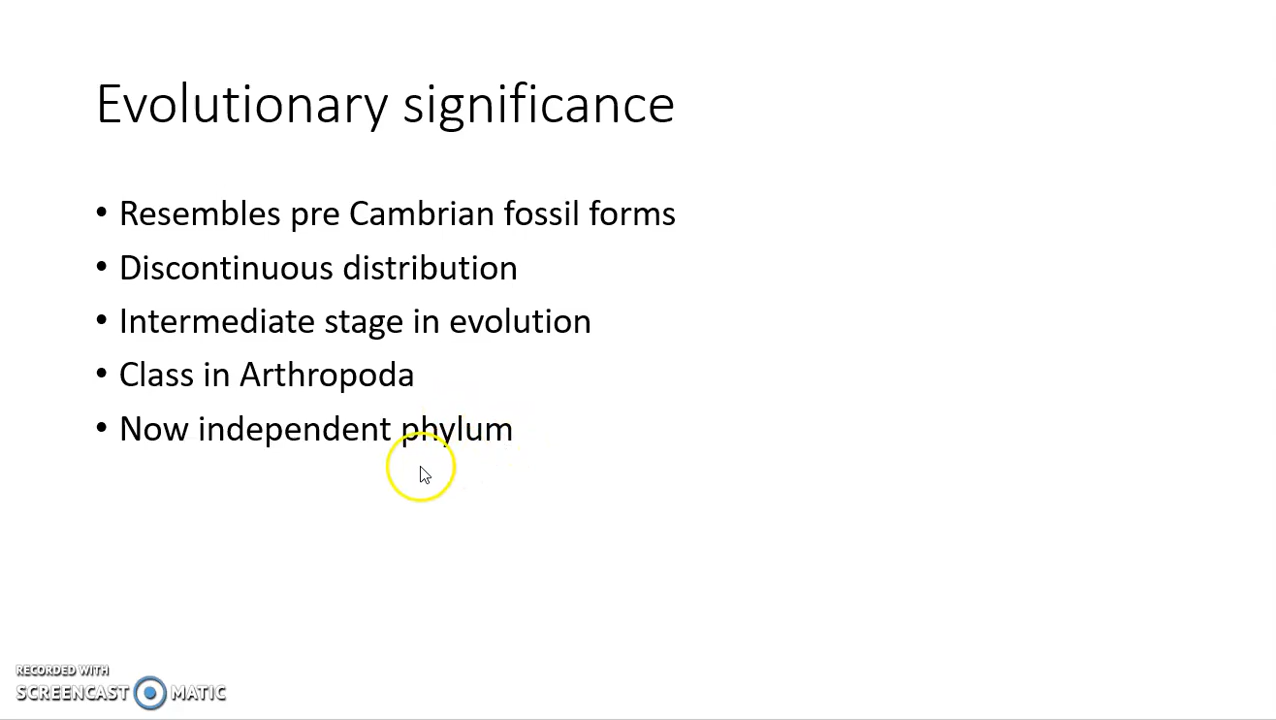 Evolutionary significance
• Resembles pre Cambrian fossil forms
• Discontinuous distribution
• Intermediate stage in evolution
• Class in Arthropoda
• Now independent phylum
RECORDED WITH
SCREENCAST MATIC